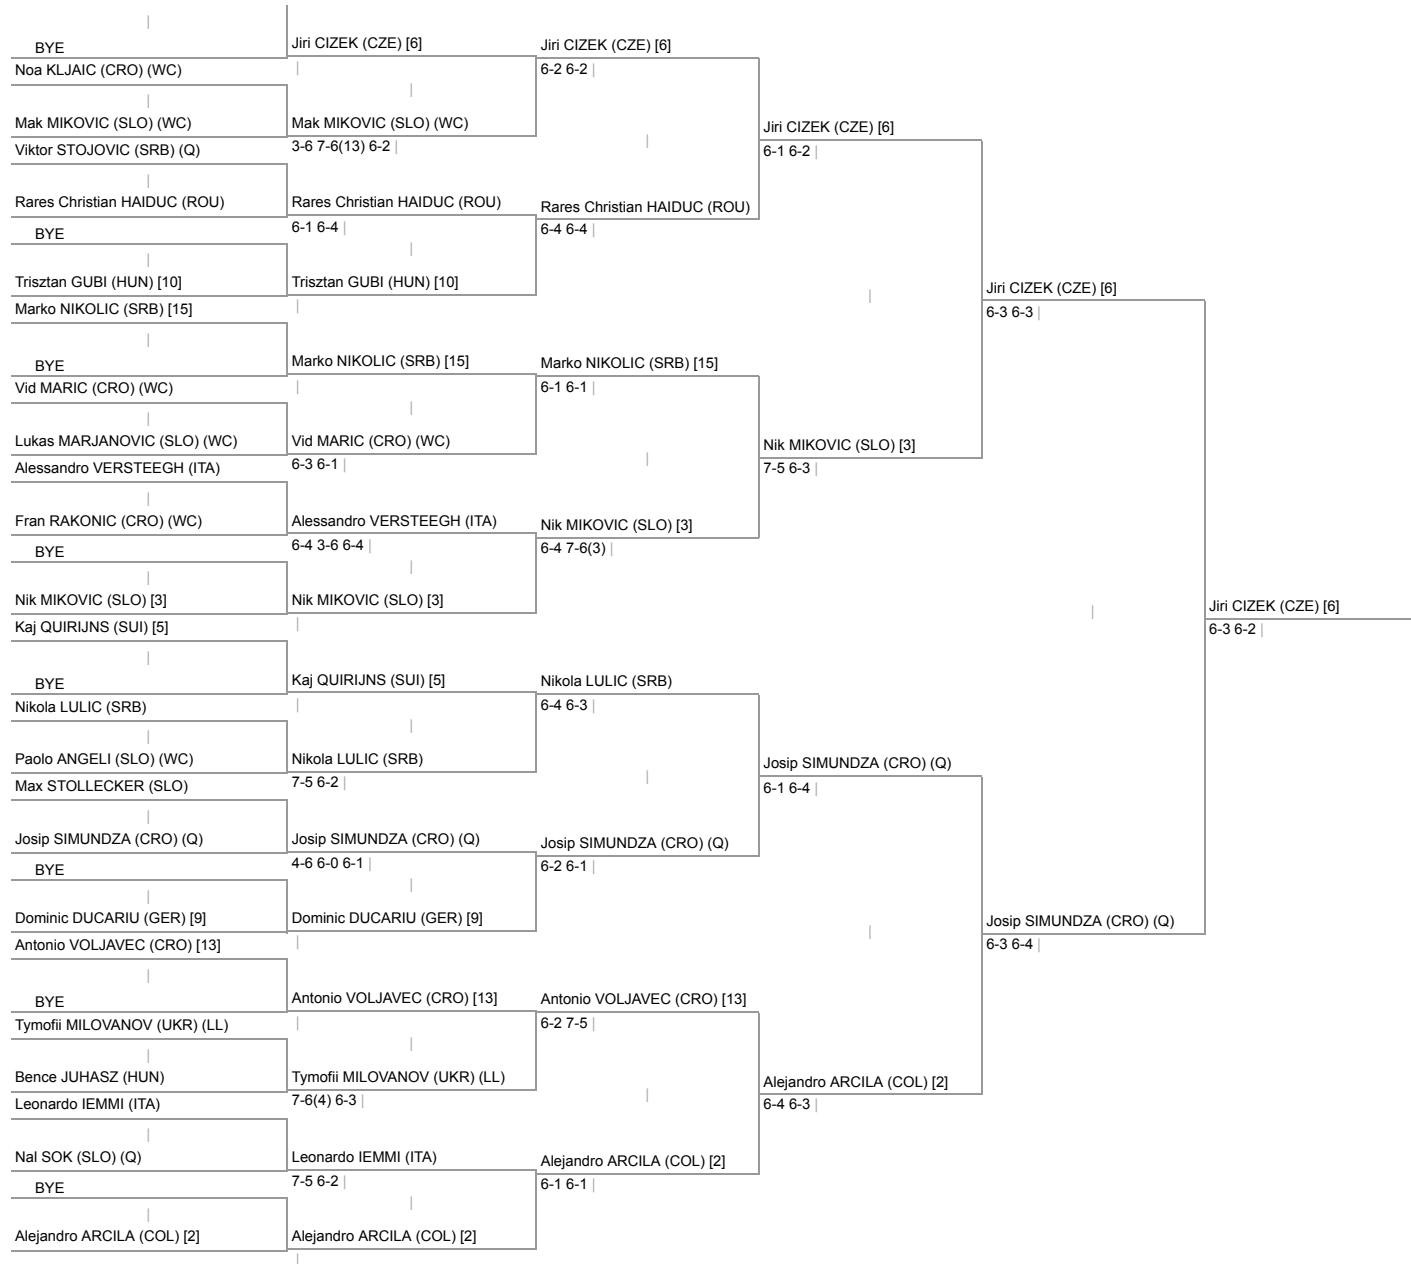 BYE
Noa KLJAIC (CRO) (WC)
Mak MIKOVIC (SLO) (WC)
Viktor STOJOVIC (SRB) (Q)
Rares Christian HAIDUC (ROU)
BYE
Trisztan GUBI (HUN) [10]
Marko NIKOLIC (SRB) [15]
BYE
Vid MARIC (CRO) (WC)
Lukas MARJANOVIC (SLO) (WC)
Alessandro VERSTEEGH (ITA)
Fran RAKONIC (CRO) (WC)
BYE
Nik MIKOVIC (SLO) [3]
Kaj QUIRIJNS (SUI) [5]
BYE
Nikola LULIC (SRB)
Paolo ANGELI (SLO) (WC)
Max STOLLECKER (SLO)
Josip SIMUNDZA (CRO) (Q)
BYE
Dominic DUCARIU (GER) [9]
Antonio VOLJAVEC (CRO) [13]
BYE
Tymofii MILOVANOV (UKR) (LL)
Bence JUHASZ (HUN)
Leonardo IEMMI (ITA)
Nal SOK (SLO) (Q)
BYE
Alejandro ARCILA (COL) [2]
Jiri CIZEK (CZE) [6]
Mak MIKOVIC (SLO) (WC)
3-6 7-6(13) 6-2
Rares Christian HAIDUC (ROU)
6-1 6-4
Trisztan GUBI (HUN) [10]
Marko NIKOLIC (SRB) [15]
Vid MARIC (CRO) (WC)
6-3 6-1
Alessandro VERSTEEGH (ITA)
6-4 3-6 6-4
Nik MIKOVIC (SLO) [3]
Kaj QUIRIJNS (SUI) [5]
Nikola LULIC (SRB)
7-5 6-2
Josip SIMUNDZA (CRO) (Q)
4-6 6-0 6-1
Dominic DUCARIU (GER) [9]
Antonio VOLJAVEC (CRO) [13]
Tymofii MILOVANOV (UKR) (LL)
7-6(4) 6-3
Leonardo IEMMI (ITA)
7-5 6-2
Alejandro ARCILA (COL) [2]
Jiri CIZEK (CZE) [6]
6-2 6-2
Rares Christian HAIDUC (ROU)
6-4 6-4
Marko NIKOLIC (SRB) [15]
6-1 6-1
Nik MIKOVIC (SLO) [3]
6-4 7-6(3)
Nikola LULIC (SRB)
6-4 6-3
Josip SIMUNDZA (CRO) (Q)
6-2 6-1
Antonio VOLJAVEC (CRO) [13]
6-2 7-5
Alejandro ARCILA (COL) [2]
6-1 6-1
Jiri CIZEK (CZE) [6]
6-1 6-2
Nik MIKOVIC (SLO) [3]
7-5 6-3
Josip SIMUNDZA (CRO) (Q)
6-1 6-4
Alejandro ARCILA (COL) [2]
6-4 6-3
Jiri CIZEK (CZE) [6]
6-3 6-3
Josip SIMUNDZA (CRO) (Q)
6-3 6-4
Jiri CIZEK (CZE) [6]
6-3 6-2